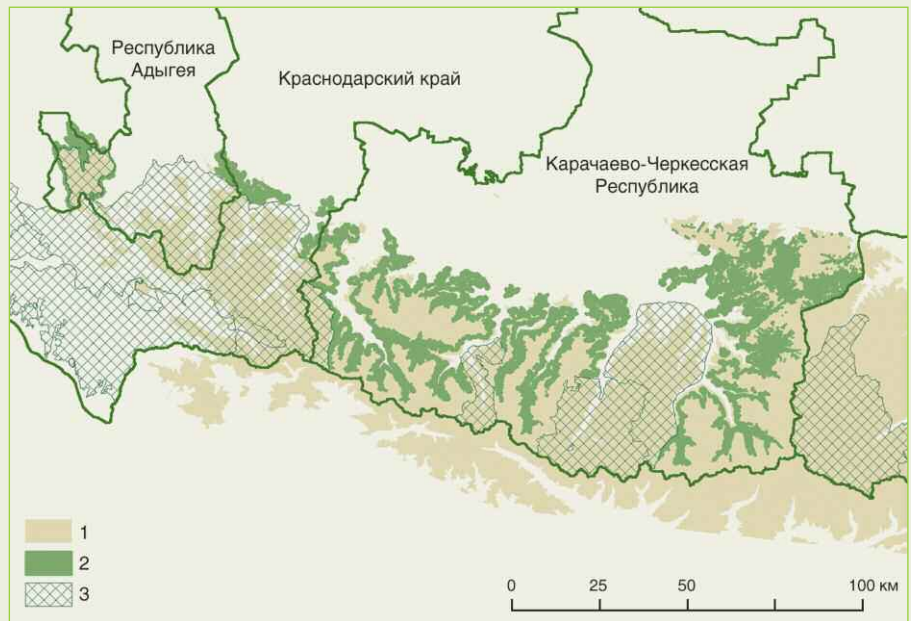 Республика
Адыгея
Краснодарский край
Карачаево-Черкесская
Республика
1
2
3
0 25 50 100 км